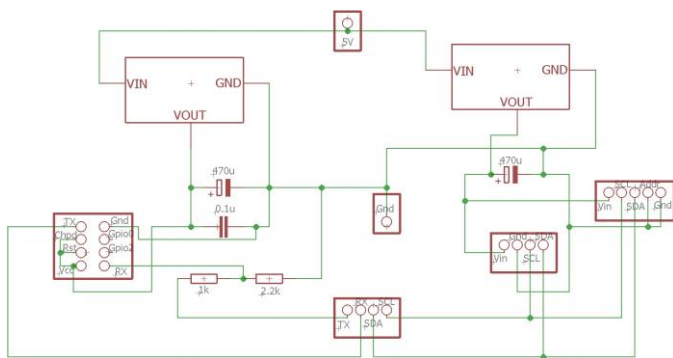 5V
VIN GND
VOUT
VIN GND
VOUT
470u
+
0.1u
+
470u
+
Gnd
SCL Addr
Vin SDA Gnd
TX Gnd
Chpd Gpio0
Rst Gpio2
Vcc RX
Gnd SDA
Vin SCL
1k 2.2k
RX SCL
TX SDA